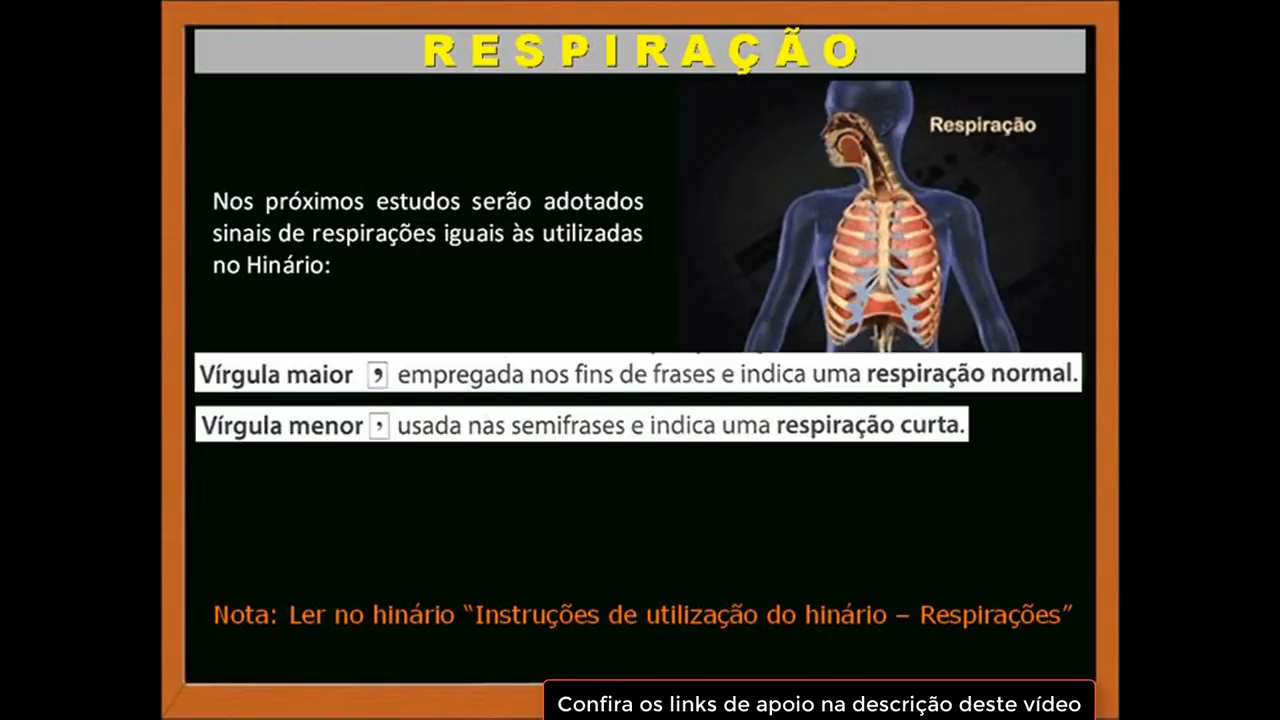 RESPIRAÇÃO
Respiração
Nos próximos estudos serão adotados
sinais de respirações iguais às utilizadas
no Hinário:
Vírgula maior , empregada nos fins de frases e indica uma respiração normal.
Vírgula menor , usada nas semifrases e indica uma respiração curta.
Nota: Ler no hinário “Instruções de utilização do hinário – Respirações”
Confira os links de apoio na descrição deste vídeo